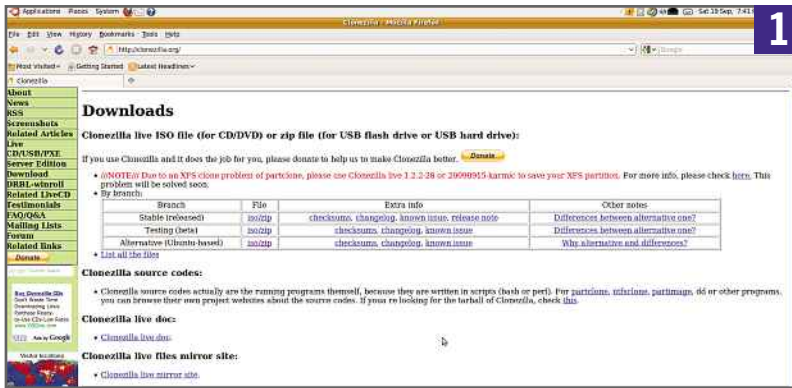 Applications Places System
Sat 19 Sep, 7:41
Clonezilla - Mozilla Firefox
File Edit View History Bookmarks Tools Help
http://clonezilla.org/
Google
Most Visited Getting Started Latest Headlines
Clonezilla
1
About
News
RSS
Screenshots
Related Articles
Live
CD/USB/PXE
Server Edition
Download
DRBL-winroll
Related LiveCD
Testimonials
FAQ/Q&A
Mailing Lists
Forum
Related links
Donate
Ads by Google
Visitor locations
Downloads
Clonezilla live ISO file (for CD/DVD) or zip file (for USB flash drive or USB hard drive):
If you use Clonezilla and it does the job for you, please donate to help us to make Clonezilla better. Donate
• ///NOTE/// Due to an XFS clone problem of partclone, please use Clonezilla live 1.2.2-26 or 20090915-karmic to save your XFS partition. For more info, please check here. This
problem will be solved soon.
• By branch:
Branch File Extra info Other notes
Stable (released) iso/zip checksums, changelog, known issue, release note Differences between alternative one?
Testing (beta) iso/zip checksums, changelog, known issue Differences between alternative one?
Alternative (Ubuntu-based) iso/zip checksums, changelog, known issue Why alternative and differences?
• List all the files
Clonezilla source codes:
• Clonezilla source codes actually are the running programs themself, because they are written in scripts (bash or perl). For partclone, ntfsclone, partimage, dd or other programs,
you can browse their own project websites about the source codes. If youa re looking for the tarball of Clonezilla, check this.
Clonezilla live doc:
• Clonezilla live doc.
Clonezilla live files mirror site:
• Clonezilla live mirror site.